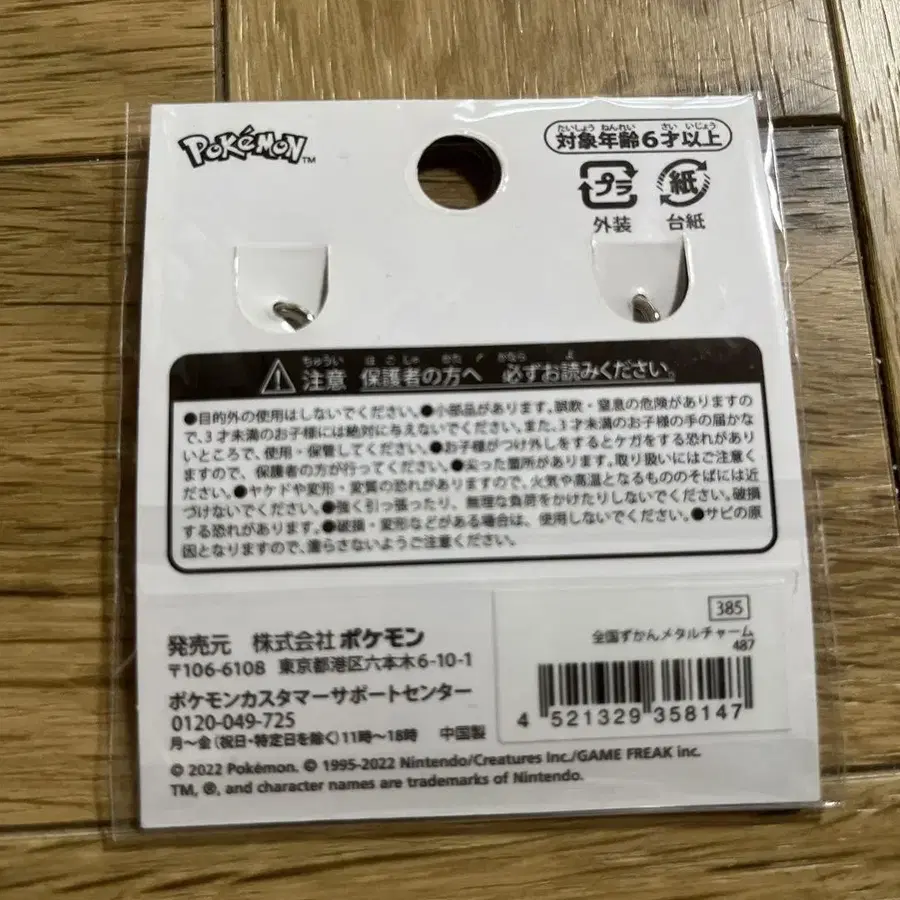 POKÉMON™
たいしょう ねんれい さい いじょう
対象年齢6才以上
プラ 紙
外装 台紙
ちゅうい ほ ご しゃ かた かなら よ
注意 保護者の方へ 必ずお読みください。
●目的外の使用はしないでください。●小部品があります。誤飲・窒息の危険がありますの
で、3才未満のお子様には絶対に与えないでください。また、3才未満のお子様の手の届かな
いところで、使用・保管してください。●お子様がつけ外しをするとケガをする恐れがあり
ますので、保護者の方が行ってください。●尖った箇所があります。取り扱いにはご注意く
ださい。●ヤケドや変形・変質の恐れがありますので、火気や高温となるもののそばには近
づけないでください。●強く引っ張ったり、無理な負荷をかけたりしないでください。破損
する恐れがあります。●破損・変形などがある場合は、使用しないでください。●サビの原
因となりますので、濡らさないようご注意ください。
発売元 株式会社 ポケモン
〒106-6108 東京都港区六本木6-10-1
ポケモンカスタマーサポートセンター
0120-049-725
月～金(祝日・特定日を除く)11時～18時 中国製
385
全国ずかんメタルチャーム
487
4 521329 358147
© 2022 Pokémon. © 1995-2022 Nintendo/Creatures Inc./GAME FREAK inc.
TM, ®, and character names are trademarks of Nintendo.